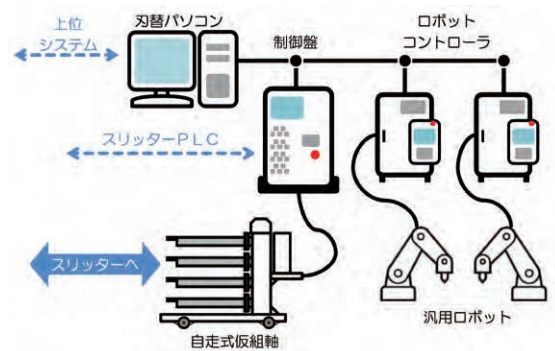 上位
システム
刃替パソコン
制御盤
ロボット
コントローラ
スリッターPLC
スリッターへ
自走式仮組軸
汎用ロボット